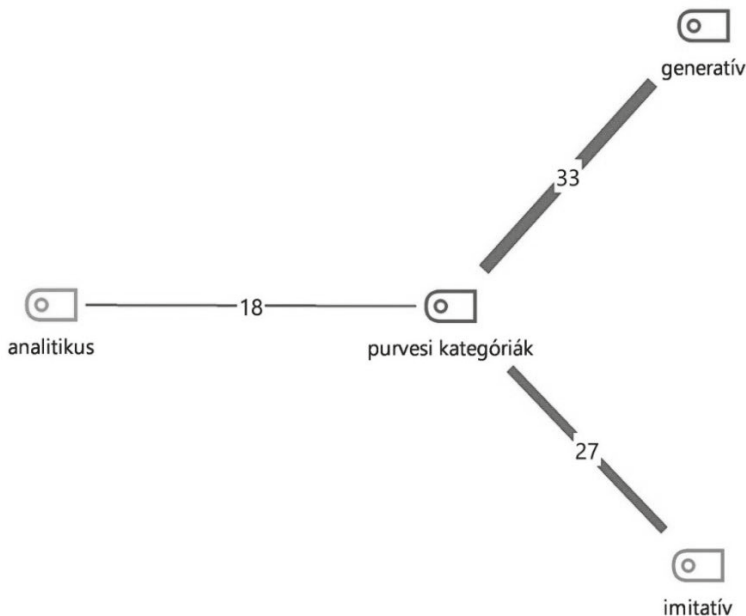 generatív
33
18
analitikus
purvesi kategóriák
27
imitatív